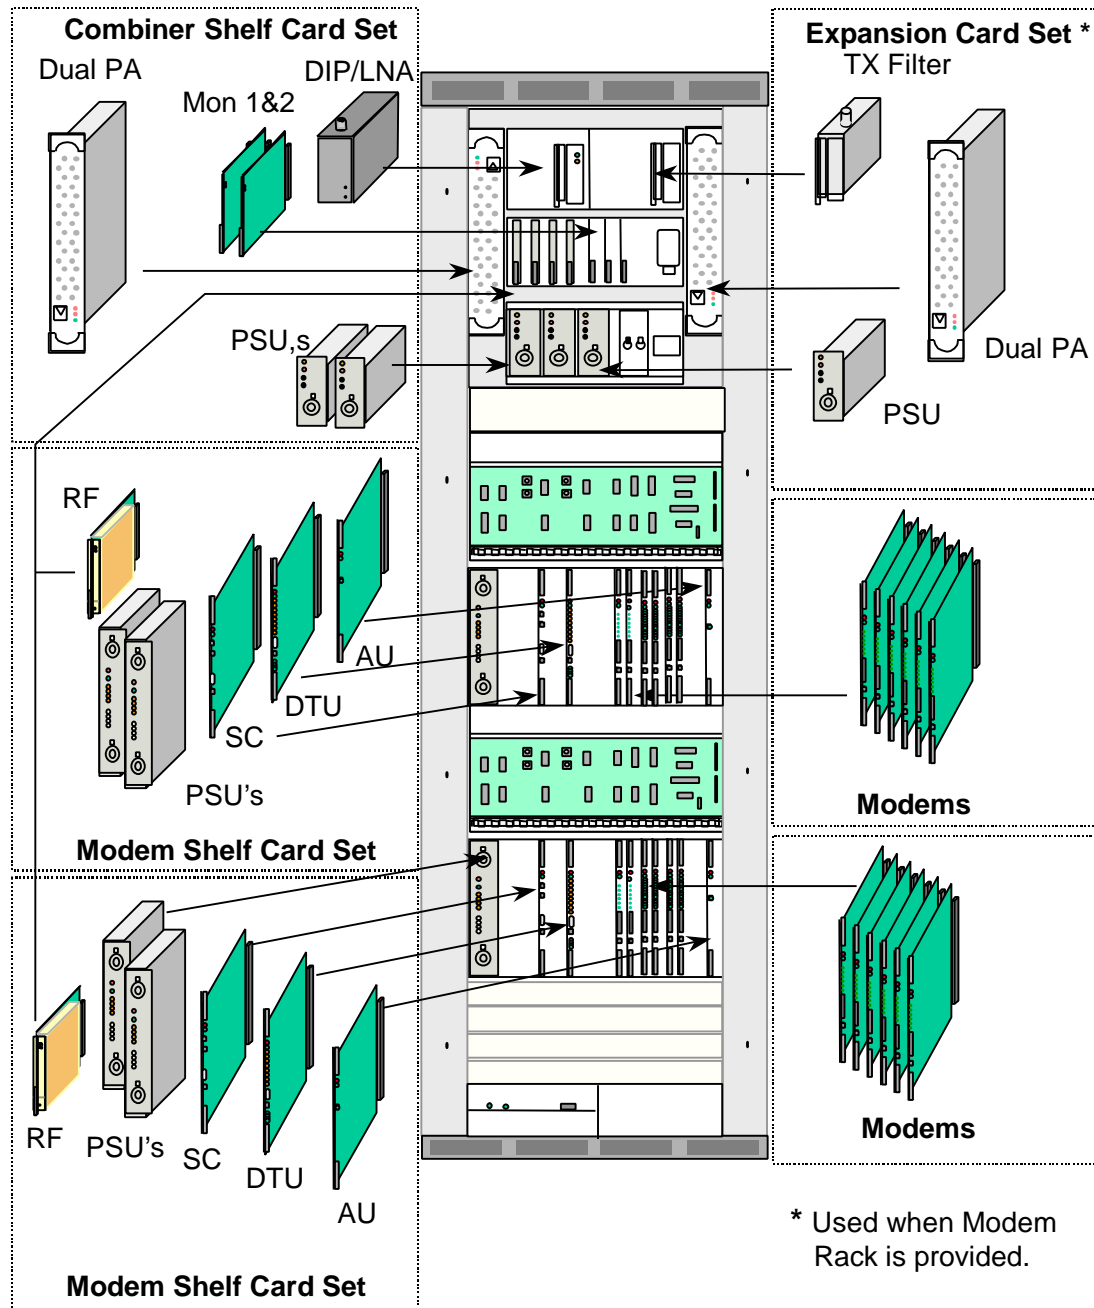 Combiner Shelf Card Set
Dual PA
DIP/LNA
Mon 1&2
PSU,s
Expansion Card Set *
TX Filter
Dual PA
PSU
RF
AU
DTU
SC
PSU's
Modem Shelf Card Set
Modems
RF
PSU's
SC
DTU
AU
Modem Shelf Card Set
Modems
* Used when Modem
Rack is provided.